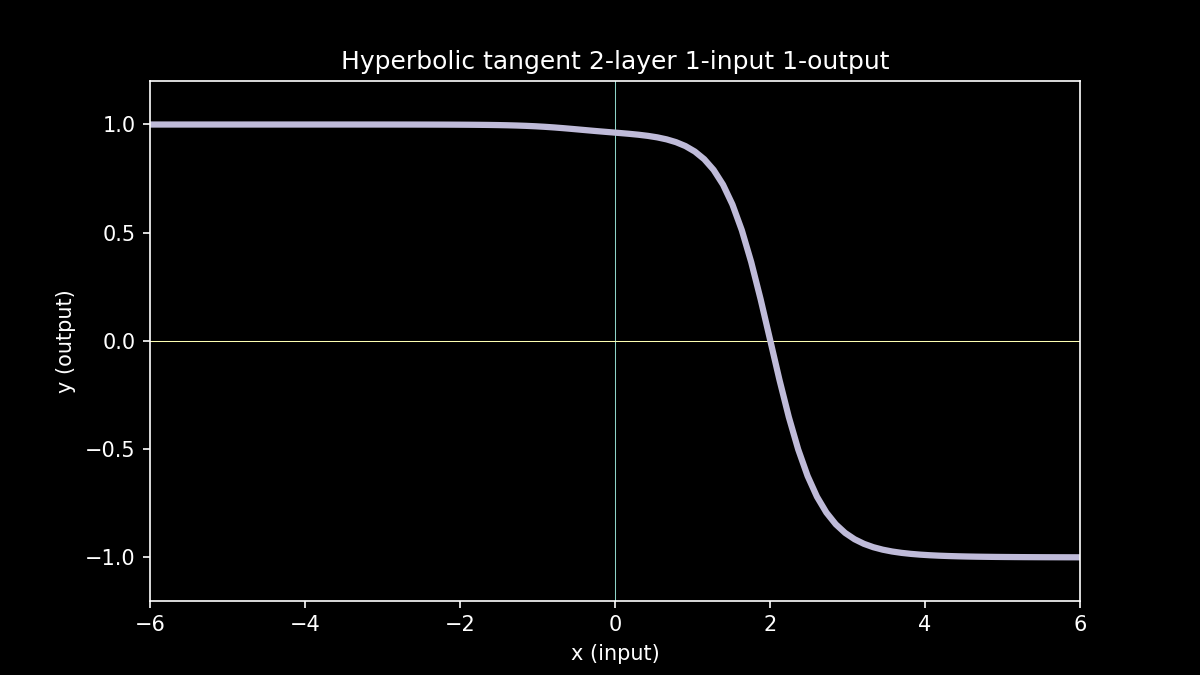 Hyperbolic tangent 2-layer 1-input 1-output
1.0
0.5
0.0
−0.5
−1.0
y (output)
−6 −4 −2 0 2 4 6
x (input)